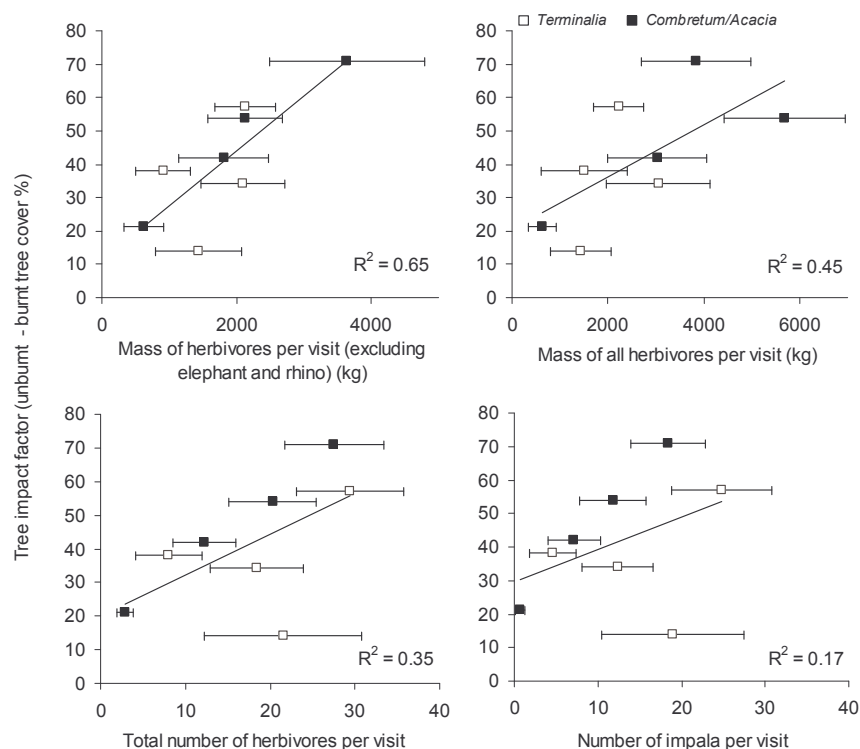 Terminalia Combretum/Acacia
Tree impact factor (unburnt - burnt tree cover %)
80
70
60
50
40
30
20
10
0
R² = 0.65
0 2000 4000
Mass of herbivores per visit (excluding
elephant and rhino) (kg)
80
70
60
50
40
30
20
10
0
R² = 0.45
0 2000 4000 6000
Mass of all herbivores per visit (kg)
80
70
60
50
40
30
20
10
0
R² = 0.35
0 10 20 30 40
Total number of herbivores per visit
80
70
60
50
40
30
20
10
0
R² = 0.17
0 10 20 30 40
Number of impala per visit